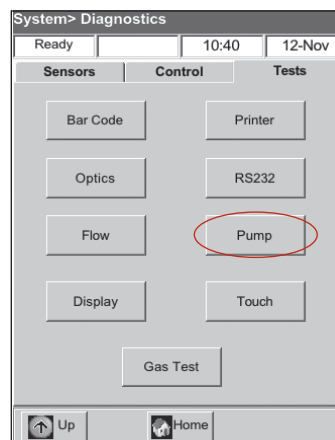 System> Diagnostics
Ready 10:40 12-Nov
Sensors Control Tests
Bar Code Printer
Optics RS232
Flow Pump
Display Touch
Gas Test
Up Home